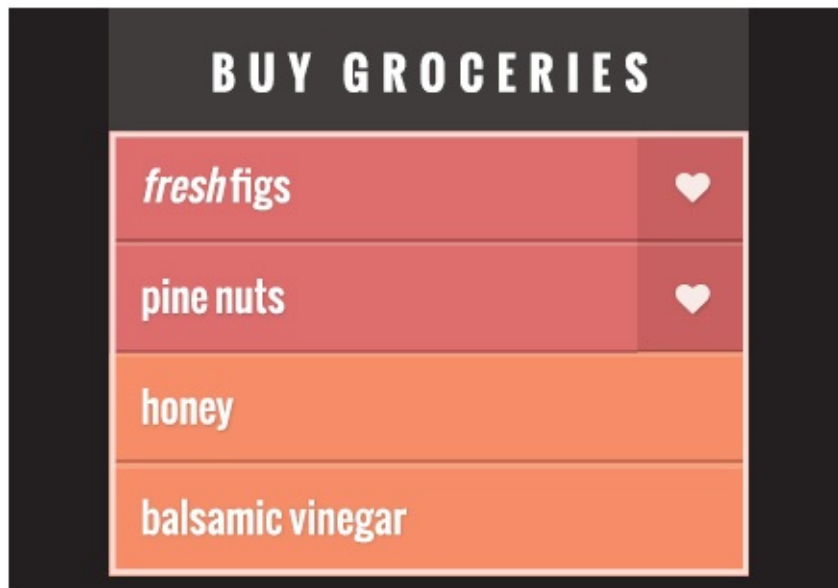 BUY GROCERIES
fresh figs
pine nuts
honey
balsamic vinegar